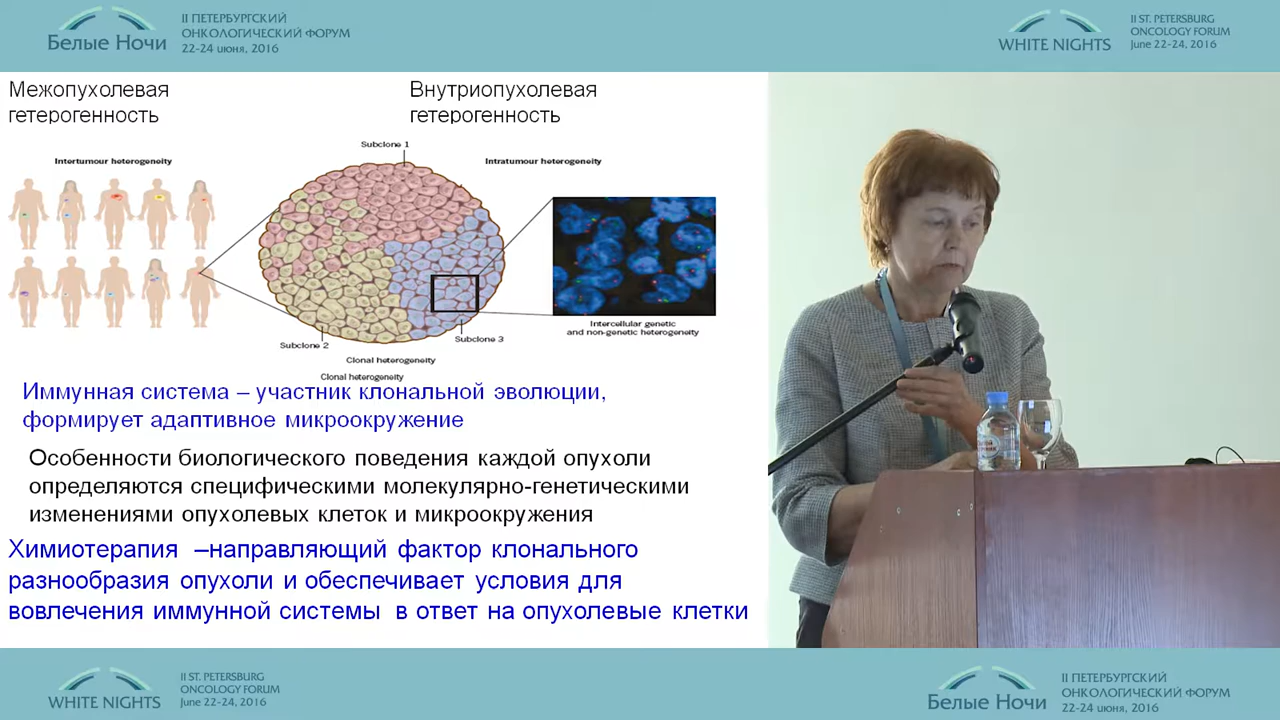 Белые Ночи
II ПЕТЕРБУРГСКИЙ
ОНКОЛОГИЧЕСКИЙ ФОРУМ
22-24 июня, 2016
WHITE NIGHTS
II ST. PETERSBURG
ONCOLOGY FORUM
June 22-24, 2016
Межопухолевая
гетерогенность
Внутриопухолевая
гетерогенность
Intertumour heterogeneity
Subclone 1
Intratumour heterogeneity
Subclone 2
Subclone 3
Intercellular genetic
and non-genetic heterogeneity
Clonal heterogeneity
Clonal heterogeneity
Иммунная система – участник клональной эволюции,
формирует адаптивное микроокружение
Особенности биологического поведения каждой опухоли
определяются специфическими молекулярно-генетическими
изменениями опухолевых клеток и микроокружения
Химиотерапия –направляющий фактор клонального
разнообразия опухоли и обеспечивает условия для
вовлечения иммунной системы в ответ на опухолевые клетки
WHITE NIGHTS
II ST. PETERSBURG
ONCOLOGY FORUM
June 22-24, 2016
Белые Ночи
II ПЕТЕРБУРГСКИЙ
ОНКОЛОГИЧЕСКИЙ ФОРУМ
22-24 июня, 2016